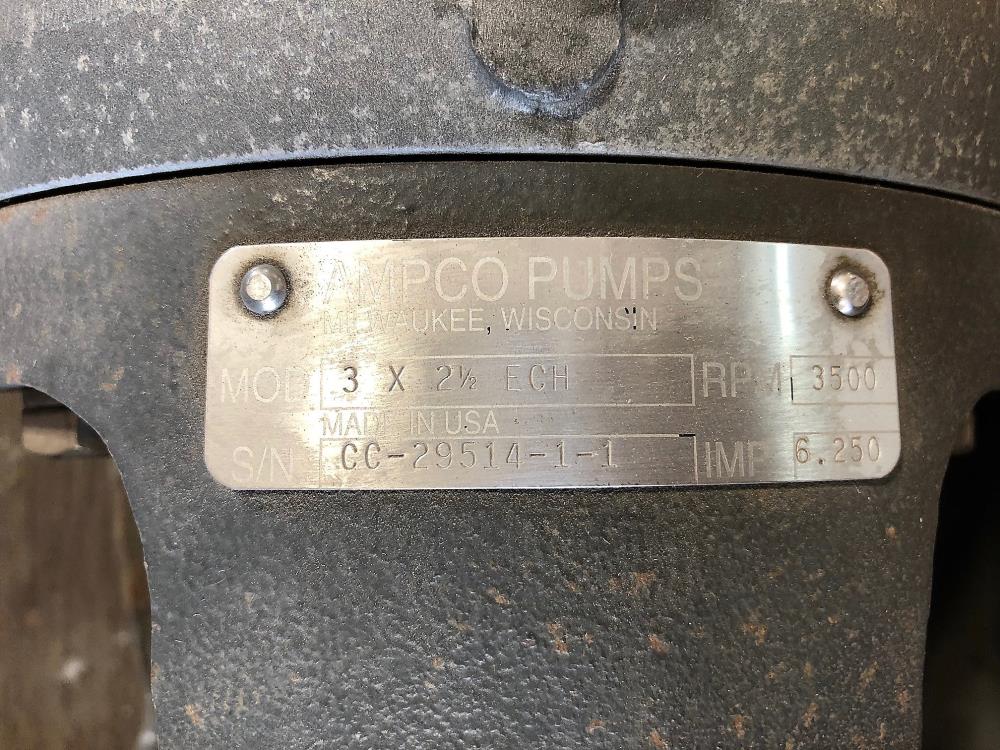 AMPCO PUMPS
MILWAUKEE, WISCONSIN
MOD 3 X 2½ ECH RPM 3500
MADE IN USA
S/N CC-29514-1-1 IMP 6.250